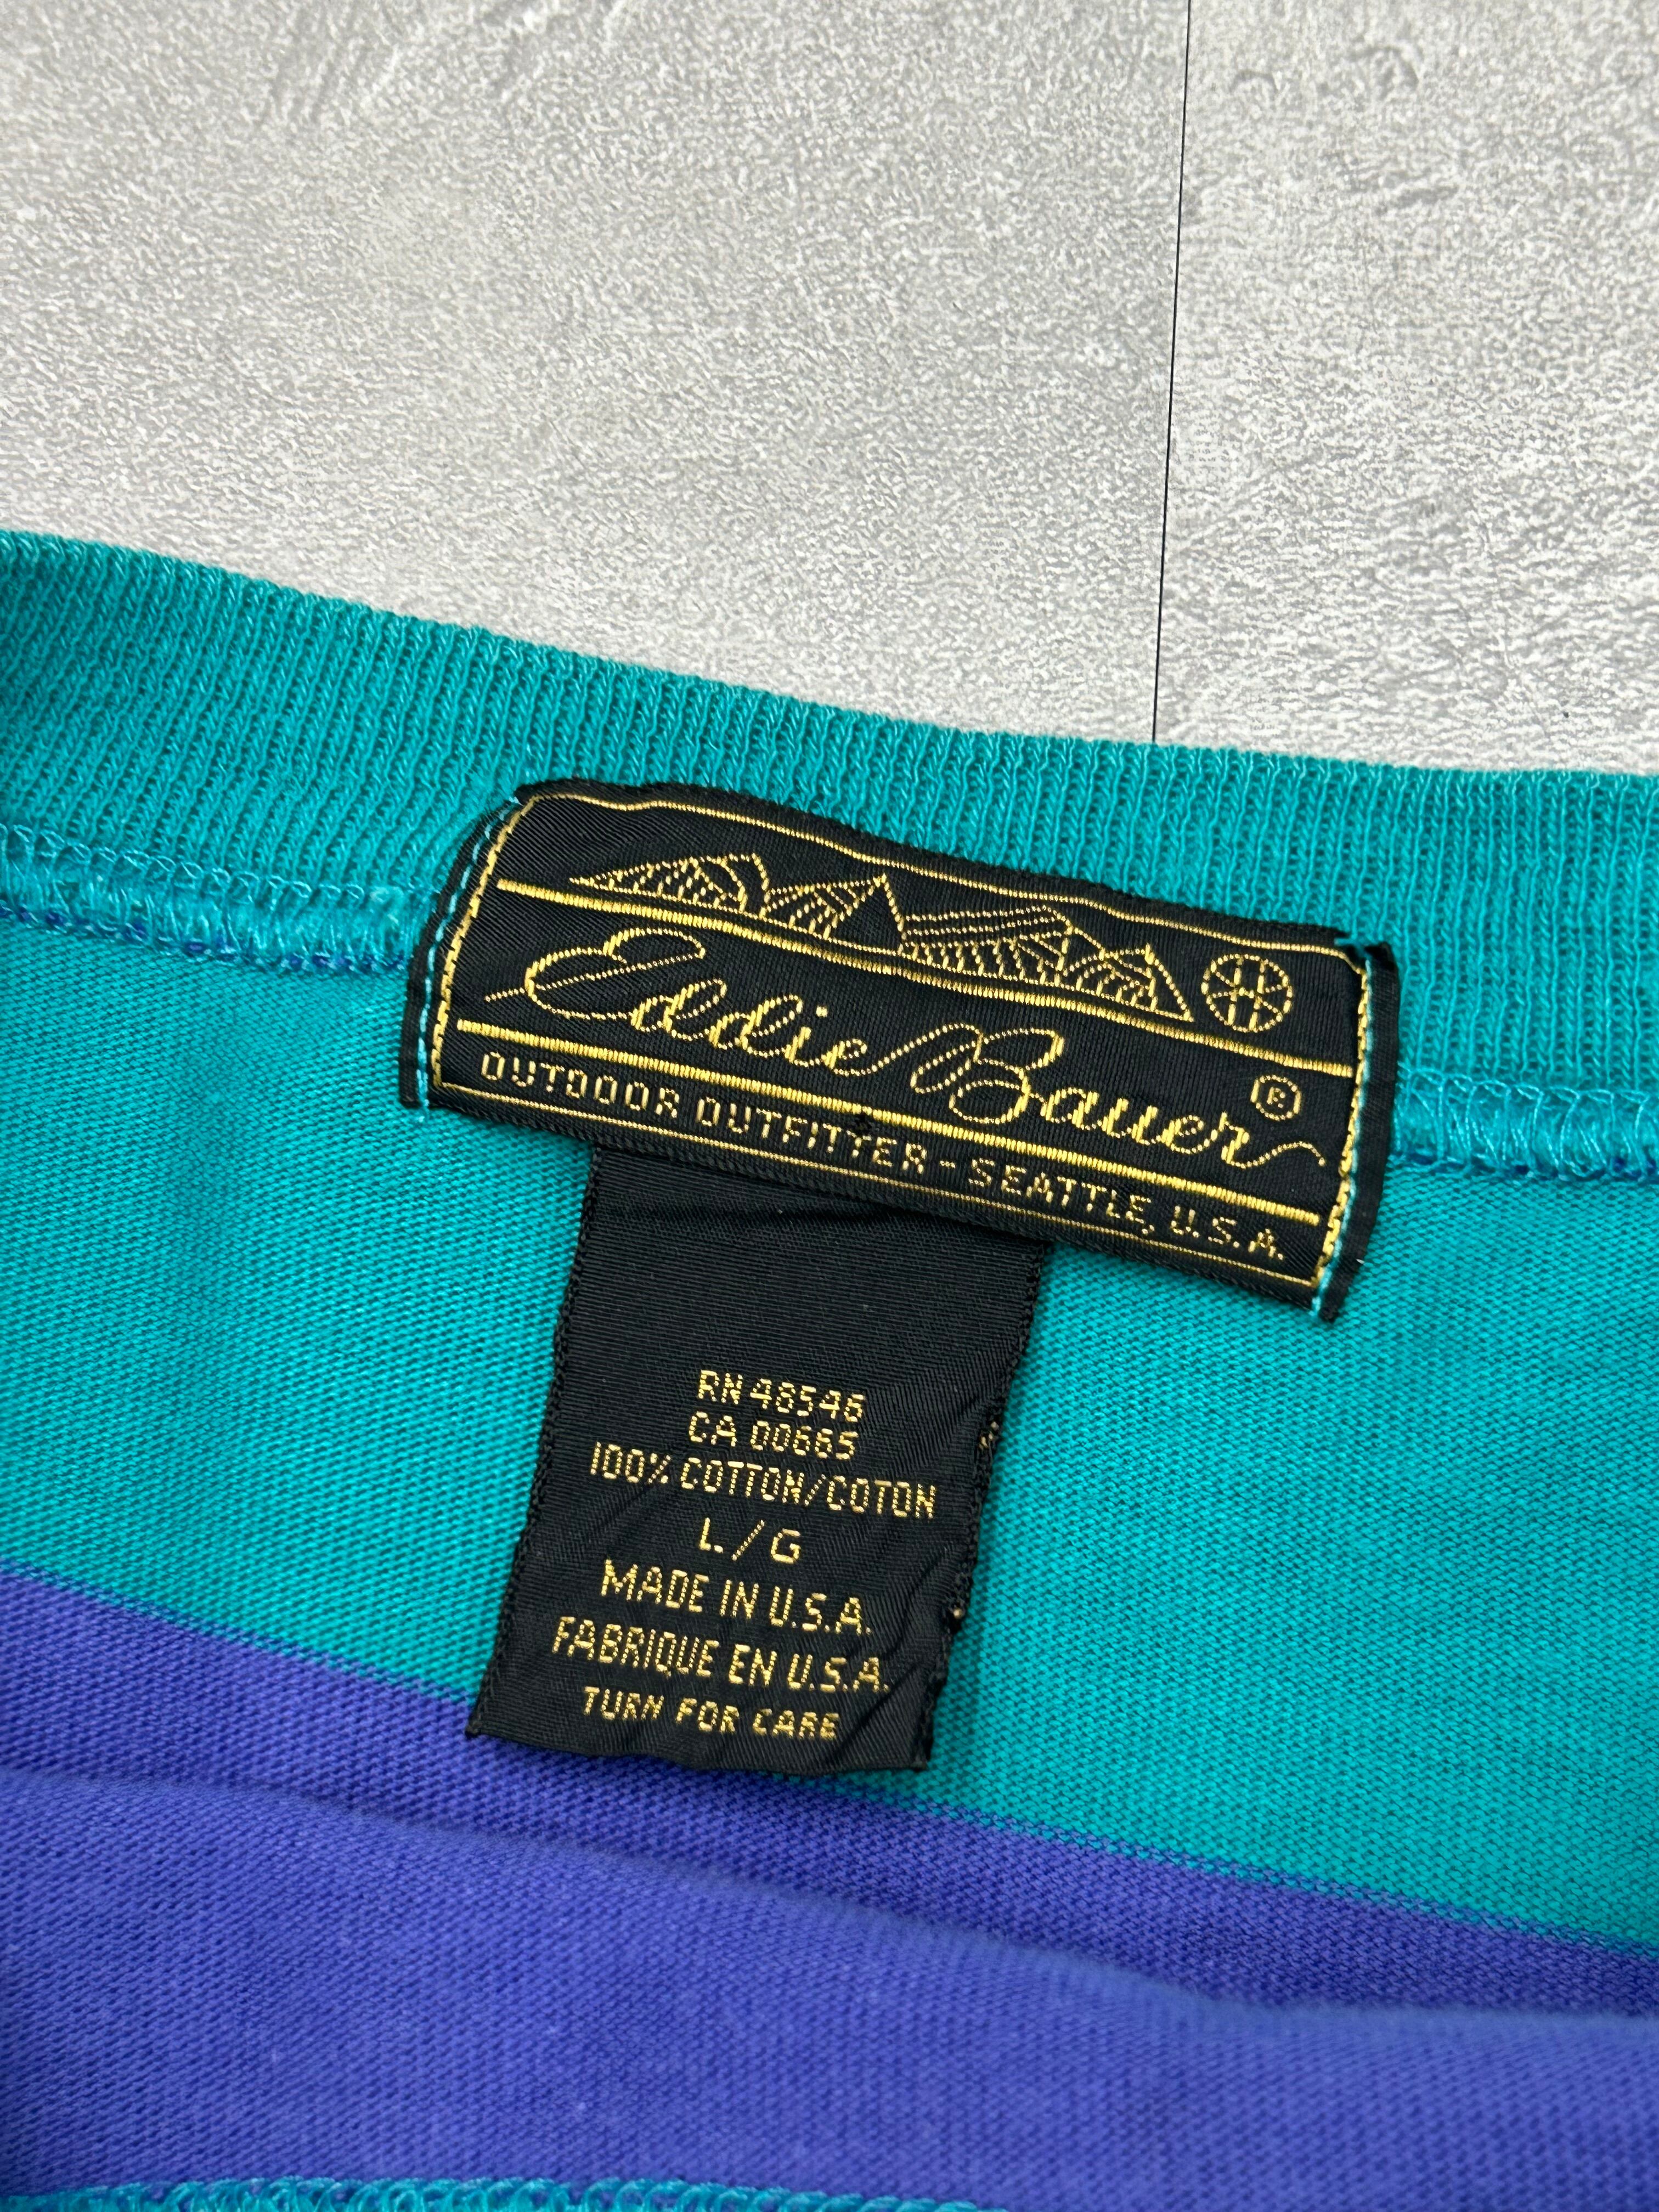 Eddie Bauer ®
OUTDOOR OUTFITTER - SEATTLE, U.S.A.
RN 48546
CA 00665
100% COTTON/COTON
L/G
MADE IN U.S.A.
FABRIQUE EN U.S.A.
TURN FOR CARE